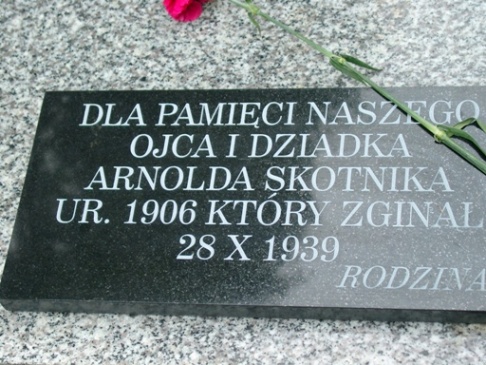 DLA PAMIĘCI NASZEGO
OJCA I DZIADKA
ARNOLDA SKOTNIKA
UR. 1906 KTÓRY ZGINĄŁ
28 X 1939
RODZINA